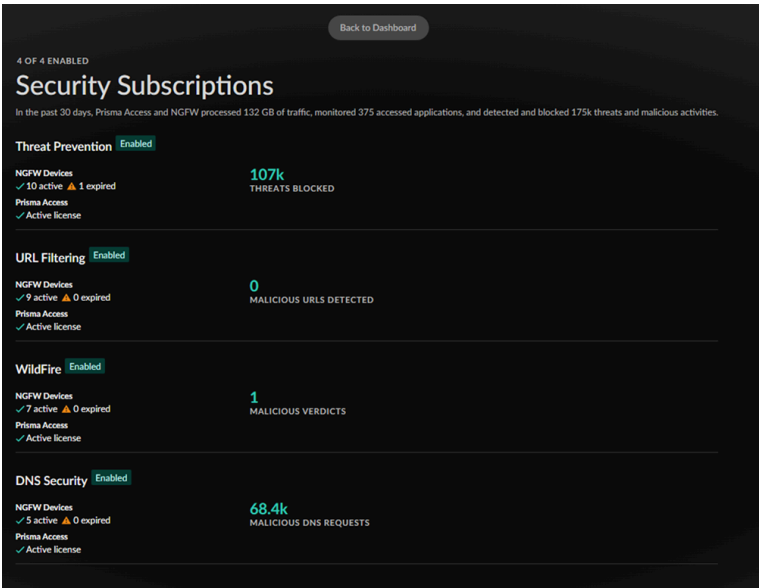 Back to Dashboard
4 OF 4 ENABLED
Security Subscriptions
In the past 30 days, Prisma Access and NGFW processed 132 GB of traffic, monitored 375 accessed applications, and detected and blocked 175k threats and malicious activities.
Threat Prevention Enabled
NGFW Devices
10 active 1 expired
Prisma Access
Active license
107k
THREATS BLOCKED
URL Filtering Enabled
NGFW Devices
9 active 0 expired
Prisma Access
Active license
0
MALICIOUS URLS DETECTED
WildFire Enabled
NGFW Devices
7 active 0 expired
Prisma Access
Active license
1
MALICIOUS VERDICTS
DNS Security Enabled
NGFW Devices
5 active 0 expired
Prisma Access
Active license
68.4k
MALICIOUS DNS REQUESTS